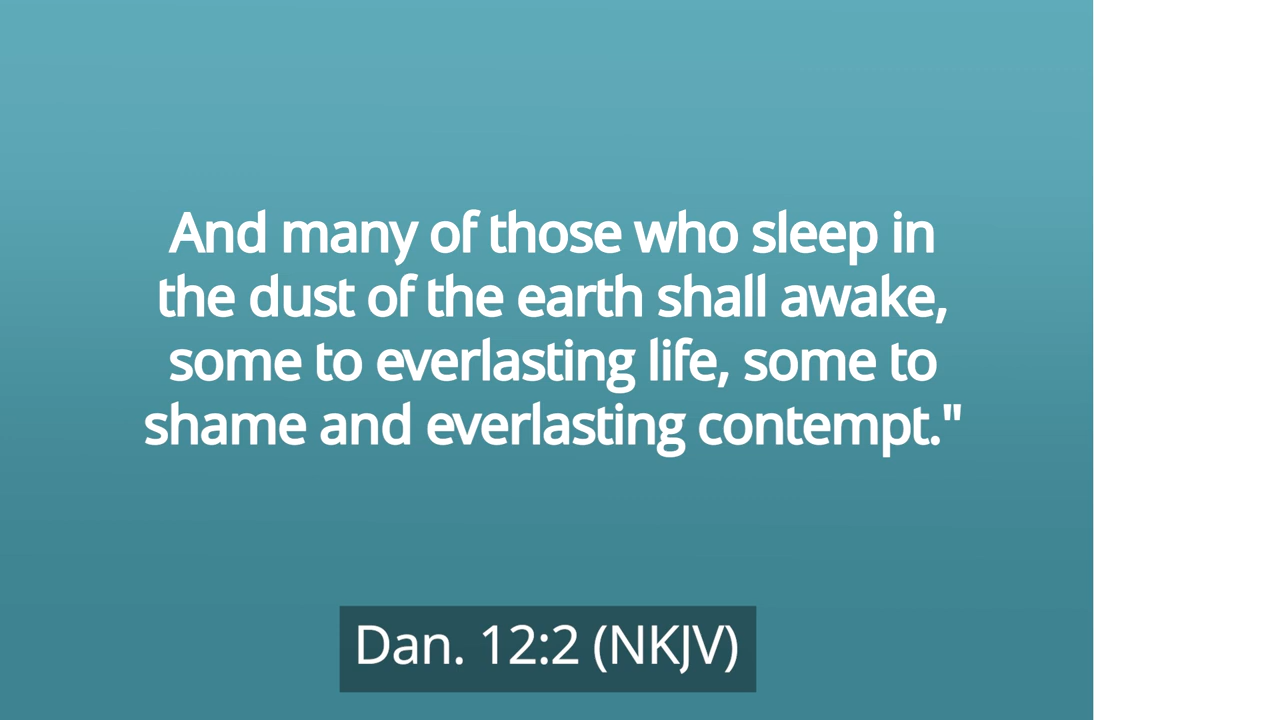 And many of those who sleep in
the dust of the earth shall awake,
some to everlasting life, some to
shame and everlasting contempt."
Dan. 12:2 (NKJV)